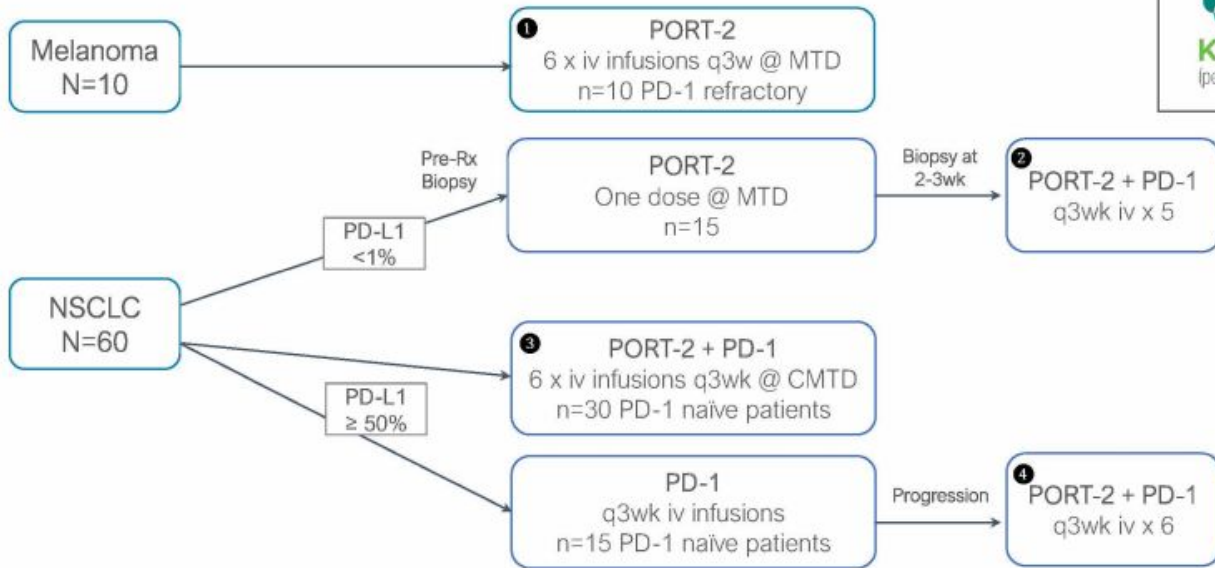 Melanoma
N=10
❶
PORT-2
6 x iv infusions q3w @ MTD
n=10 PD-1 refractory
Pre-Rx
Biopsy
PD-L1
<1%
PORT-2
One dose @ MTD
n=15
Biopsy at
2-3wk
❷
PORT-2 + PD-1
q3wk iv x 5
NSCLC
N=60
❸
PORT-2 + PD-1
6 x iv infusions q3wk @ CMTD
n=30 PD-1 naïve patients
PD-L1
≥ 50%
PD-1
q3wk iv infusions
n=15 PD-1 naïve patients
Progression
❹
PORT-2 + PD-1
q3wk iv x 6